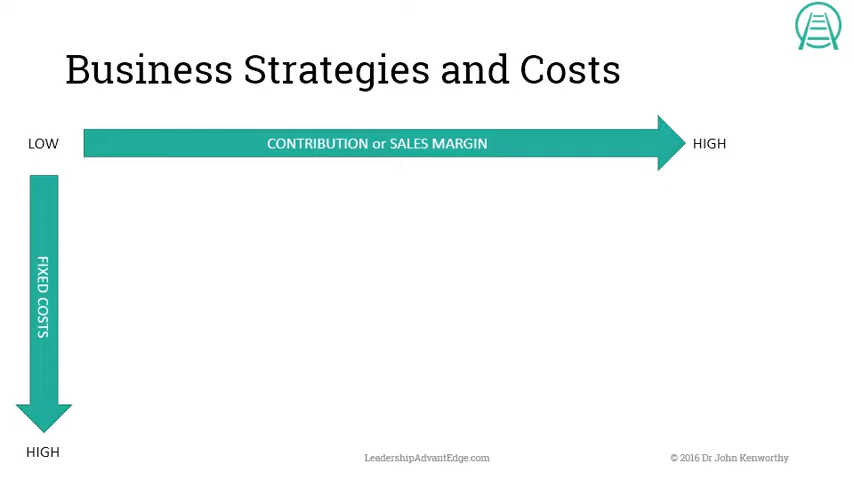 Business Strategies and Costs
LOW
CONTRIBUTION or SALES MARGIN
HIGH
FIXED COSTS
HIGH
LeadershipAdvantEdge.com
© 2016 Dr John Kenworthy